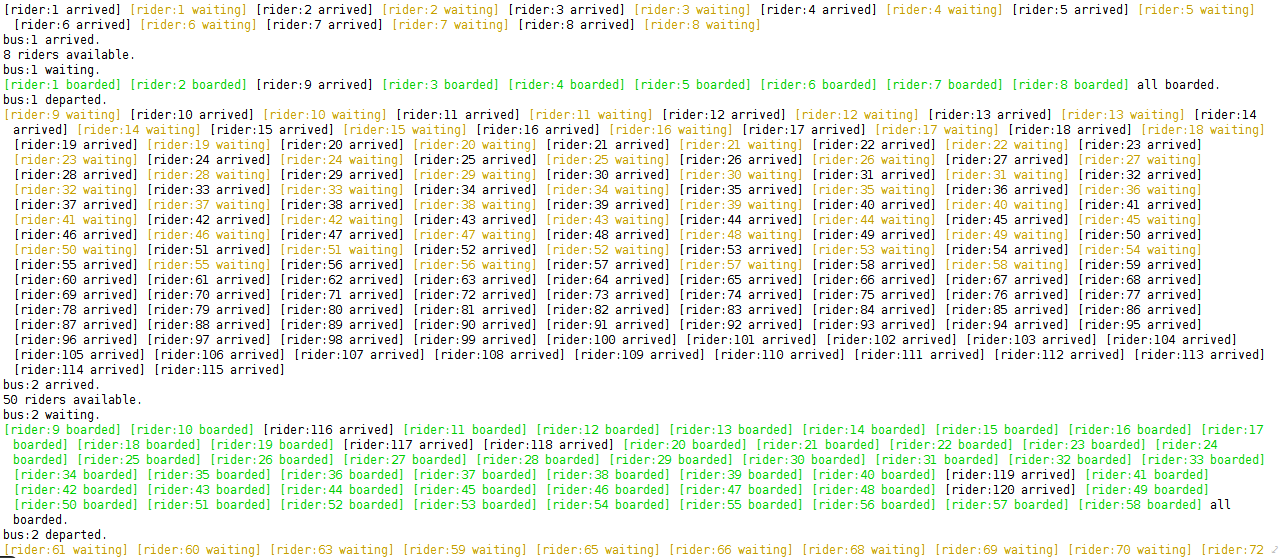 [rider:1 arrived] [rider:1 waiting] [rider:2 arrived] [rider:2 waiting] [rider:3 arrived] [rider:3 waiting] [rider:4 arrived] [rider:4 waiting] [rider:5 arrived] [rider:5 waiting]
[rider:6 arrived] [rider:6 waiting] [rider:7 arrived] [rider:7 waiting] [rider:8 arrived] [rider:8 waiting]
bus:1 arrived.
8 riders available.
bus:1 waiting.
[rider:1 boarded] [rider:2 boarded] [rider:9 arrived] [rider:3 boarded] [rider:4 boarded] [rider:5 boarded] [rider:6 boarded] [rider:7 boarded] [rider:8 boarded] all boarded.
bus:1 departed.
[rider:9 waiting] [rider:10 arrived] [rider:10 waiting] [rider:11 arrived] [rider:11 waiting] [rider:12 arrived] [rider:12 waiting] [rider:13 arrived] [rider:13 waiting] [rider:14
arrived] [rider:14 waiting] [rider:15 arrived] [rider:15 waiting] [rider:16 arrived] [rider:16 waiting] [rider:17 arrived] [rider:17 waiting] [rider:18 arrived] [rider:18 waiting]
[rider:19 arrived] [rider:19 waiting] [rider:20 arrived] [rider:20 waiting] [rider:21 arrived] [rider:21 waiting] [rider:22 arrived] [rider:22 waiting] [rider:23 arrived]
[rider:23 waiting] [rider:24 arrived] [rider:24 waiting] [rider:25 arrived] [rider:25 waiting] [rider:26 arrived] [rider:26 waiting] [rider:27 arrived] [rider:27 waiting]
[rider:28 arrived] [rider:28 waiting] [rider:29 arrived] [rider:29 waiting] [rider:30 arrived] [rider:30 waiting] [rider:31 arrived] [rider:31 waiting] [rider:32 arrived]
[rider:32 waiting] [rider:33 arrived] [rider:33 waiting] [rider:34 arrived] [rider:34 waiting] [rider:35 arrived] [rider:35 waiting] [rider:36 arrived] [rider:36 waiting]
[rider:37 arrived] [rider:37 waiting] [rider:38 arrived] [rider:38 waiting] [rider:39 arrived] [rider:39 waiting] [rider:40 arrived] [rider:40 waiting] [rider:41 arrived]
[rider:41 waiting] [rider:42 arrived] [rider:42 waiting] [rider:43 arrived] [rider:43 waiting] [rider:44 arrived] [rider:44 waiting] [rider:45 arrived] [rider:45 waiting]
[rider:46 arrived] [rider:46 waiting] [rider:47 arrived] [rider:47 waiting] [rider:48 arrived] [rider:48 waiting] [rider:49 arrived] [rider:49 waiting] [rider:50 arrived]
[rider:50 waiting] [rider:51 arrived] [rider:51 waiting] [rider:52 arrived] [rider:52 waiting] [rider:53 arrived] [rider:53 waiting] [rider:54 arrived] [rider:54 waiting]
[rider:55 arrived] [rider:55 waiting] [rider:56 arrived] [rider:56 waiting] [rider:57 arrived] [rider:57 waiting] [rider:58 arrived] [rider:58 waiting] [rider:59 arrived]
[rider:60 arrived] [rider:61 arrived] [rider:62 arrived] [rider:63 arrived] [rider:64 arrived] [rider:65 arrived] [rider:66 arrived] [rider:67 arrived] [rider:68 arrived]
[rider:69 arrived] [rider:70 arrived] [rider:71 arrived] [rider:72 arrived] [rider:73 arrived] [rider:74 arrived] [rider:75 arrived] [rider:76 arrived] [rider:77 arrived]
[rider:78 arrived] [rider:79 arrived] [rider:80 arrived] [rider:81 arrived] [rider:82 arrived] [rider:83 arrived] [rider:84 arrived] [rider:85 arrived] [rider:86 arrived]
[rider:87 arrived] [rider:88 arrived] [rider:89 arrived] [rider:90 arrived] [rider:91 arrived] [rider:92 arrived] [rider:93 arrived] [rider:94 arrived] [rider:95 arrived]
[rider:96 arrived] [rider:97 arrived] [rider:98 arrived] [rider:99 arrived] [rider:100 arrived] [rider:101 arrived] [rider:102 arrived] [rider:103 arrived] [rider:104 arrived]
[rider:105 arrived] [rider:106 arrived] [rider:107 arrived] [rider:108 arrived] [rider:109 arrived] [rider:110 arrived] [rider:111 arrived] [rider:112 arrived] [rider:113 arrived]
[rider:114 arrived] [rider:115 arrived]
bus:2 arrived.
50 riders available.
bus:2 waiting.
[rider:9 boarded] [rider:10 boarded] [rider:116 arrived] [rider:11 boarded] [rider:12 boarded] [rider:13 boarded] [rider:14 boarded] [rider:15 boarded] [rider:16 boarded] [rider:17
boarded] [rider:18 boarded] [rider:19 boarded] [rider:117 arrived] [rider:118 arrived] [rider:20 boarded] [rider:21 boarded] [rider:22 boarded] [rider:23 boarded] [rider:24
boarded] [rider:25 boarded] [rider:26 boarded] [rider:27 boarded] [rider:28 boarded] [rider:29 boarded] [rider:30 boarded] [rider:31 boarded] [rider:32 boarded] [rider:33 boarded]
[rider:34 boarded] [rider:35 boarded] [rider:36 boarded] [rider:37 boarded] [rider:38 boarded] [rider:39 boarded] [rider:40 boarded] [rider:119 arrived] [rider:41 boarded]
[rider:42 boarded] [rider:43 boarded] [rider:44 boarded] [rider:45 boarded] [rider:46 boarded] [rider:47 boarded] [rider:48 boarded] [rider:120 arrived] [rider:49 boarded]
[rider:50 boarded] [rider:51 boarded] [rider:52 boarded] [rider:53 boarded] [rider:54 boarded] [rider:55 boarded] [rider:56 boarded] [rider:57 boarded] [rider:58 boarded] all
boarded.
bus:2 departed.
[rider:61 waiting] [rider:60 waiting] [rider:63 waiting] [rider:59 waiting] [rider:65 waiting] [rider:66 waiting] [rider:68 waiting] [rider:69 waiting] [rider:70 waiting] [rider:72